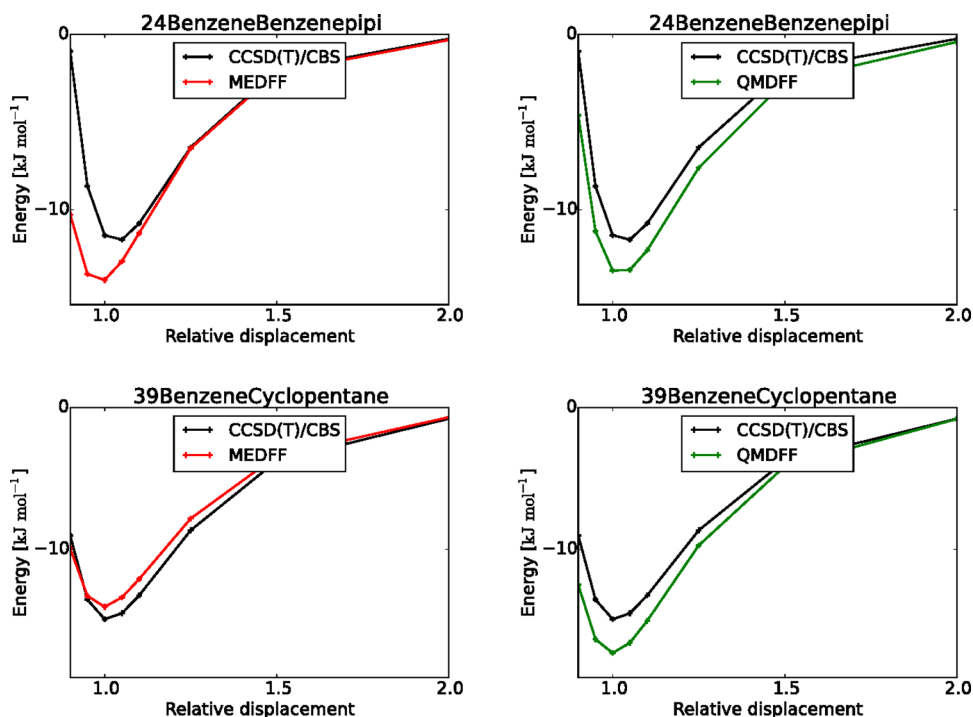 24BenzeneBenzenepipi
CCSD(T)/CBS
MEDFF
Energy [kJ mol⁻¹]
0
−10
1.0
1.5
2.0
Relative displacement
24BenzeneBenzenepipi
CCSD(T)/CBS
QMDFF
Energy [kJ mol⁻¹]
0
−10
1.0
1.5
2.0
Relative displacement
39BenzeneCyclopentane
CCSD(T)/CBS
MEDFF
Energy [kJ mol⁻¹]
0
−10
1.0
1.5
2.0
Relative displacement
39BenzeneCyclopentane
CCSD(T)/CBS
QMDFF
Energy [kJ mol⁻¹]
0
−10
1.0
1.5
2.0
Relative displacement